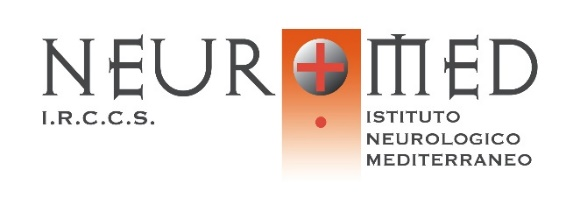 NEUROMED
I.R.C.C.S.
ISTITUTO
NEUROLOGICO
MEDITERRANEO